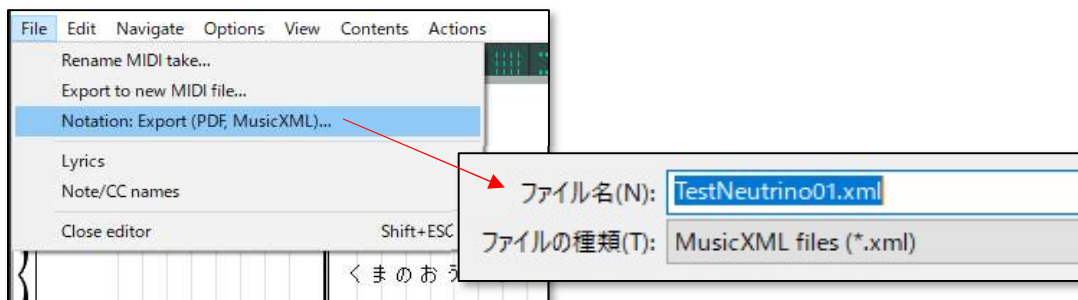 File Edit Navigate Options View Contents Actions
Rename MIDI take...
Export to new MIDI file...
Notation: Export (PDF, MusicXML)...
Lyrics
Note/CC names
Close editor Shift+ESC
ファイル名(N): TestNeutrino01.xml
ファイルの種類(T): MusicXML files (*.xml)
くまのおう